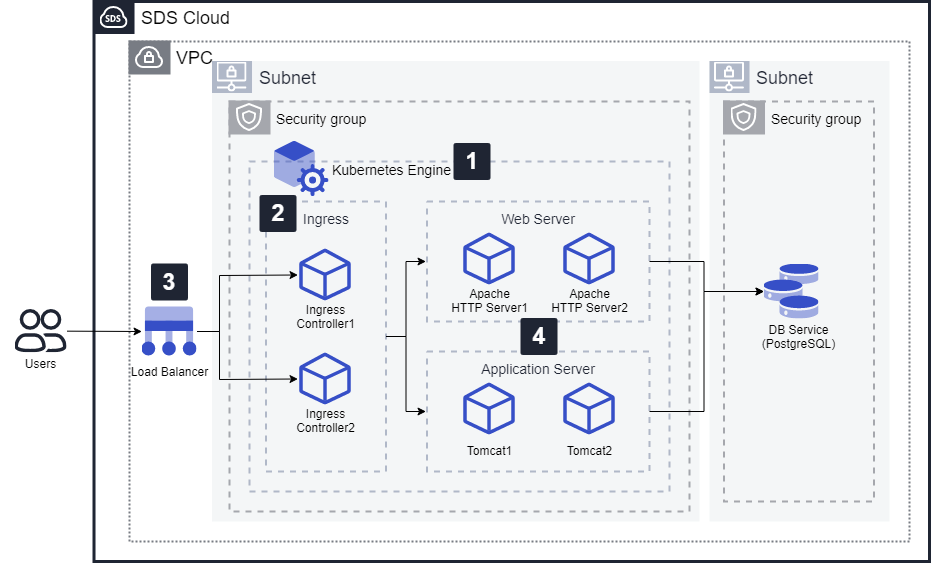 SDS
SDS Cloud
VPC
Subnet
Subnet
Security group
Security group
Kubernetes Engine
1
2
Ingress
Web Server
Apache
HTTP Server1
Apache
HTTP Server2
Ingress
Controller1
3
Load Balancer
Users
4
Application Server
Tomcat1
Tomcat2
Ingress
Controller2
DB Service
(PostgreSQL)